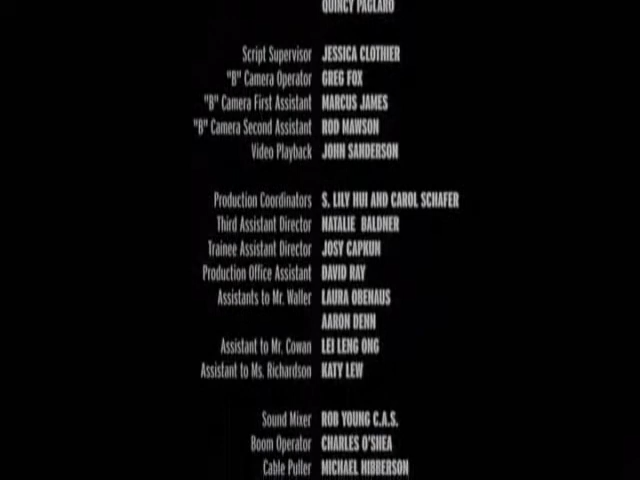 QUINCY PAGLARO
Script Supervisor JESSICA CLOTHIER
"B" Camera Operator GREG FOX
"B" Camera First Assistant MARCUS JAMES
"B" Camera Second Assistant ROD MAWSON
Video Playback JOHN SANDERSON
Production Coordinators S. LILY HUI AND CAROL SCHAFER
Third Assistant Director NATALIE BALDNER
Trainee Assistant Director JOSY CAPKUN
Production Office Assistant DAVID RAY
Assistants to Mr. Waller LAURA OBENAUS
AARON DENN
Assistant to Mr. Cowan LEI LENG ONG
Assistant to Ms. Richardson KATY LEW
Sound Mixer ROB YOUNG C.A.S.
Boom Operator CHARLES O'SHEA
Cable Puller MICHAEL HIBBERSON